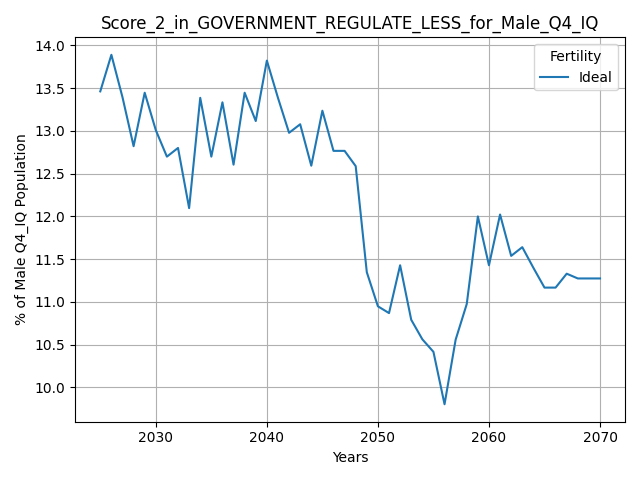 Score_2_in_GOVERNMENT_REGULATE_LESS_for_Male_Q4_IQ
Fertility
Ideal
% of Male Q4_IQ Population
14.0
13.5
13.0
12.5
12.0
11.5
11.0
10.5
10.0
2030 2040 2050 2060 2070
Years